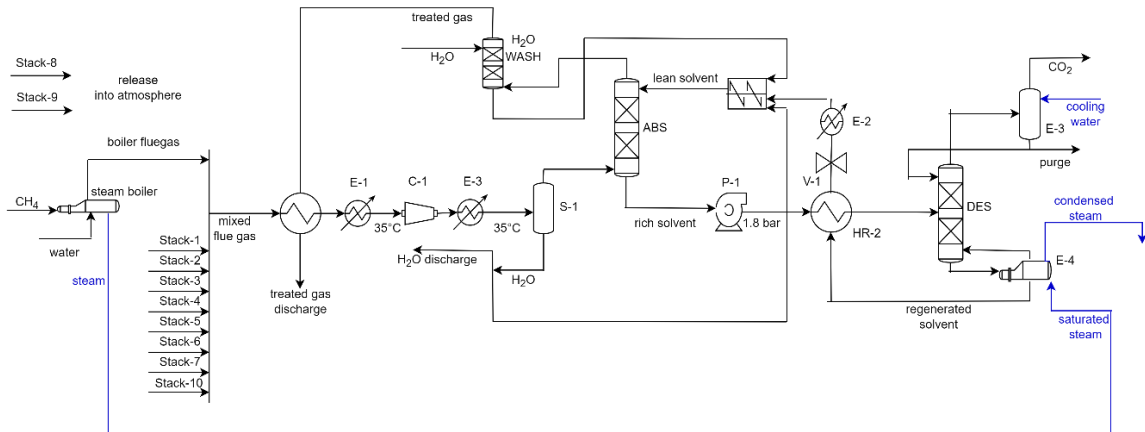 treated gas
H2O
WASH
H2O
Stack-8
Stack-9
release
into atmosphere
lean solvent
CO2
cooling
water
E-3
purge
E-2
ABS
boiler fluegas
V-1
steam boiler
CH4
water
steam
mixed
flue gas
E-1
C-1
E-3
35°C
35°C
S-1
P-1
rich solvent
1.8 bar
HR-2
DES
condensed
steam
E-4
H2O discharge
H2O
treated gas
discharge
regenerated
solvent
saturated
steam
Stack-1
Stack-2
Stack-3
Stack-4
Stack-5
Stack-6
Stack-7
Stack-10